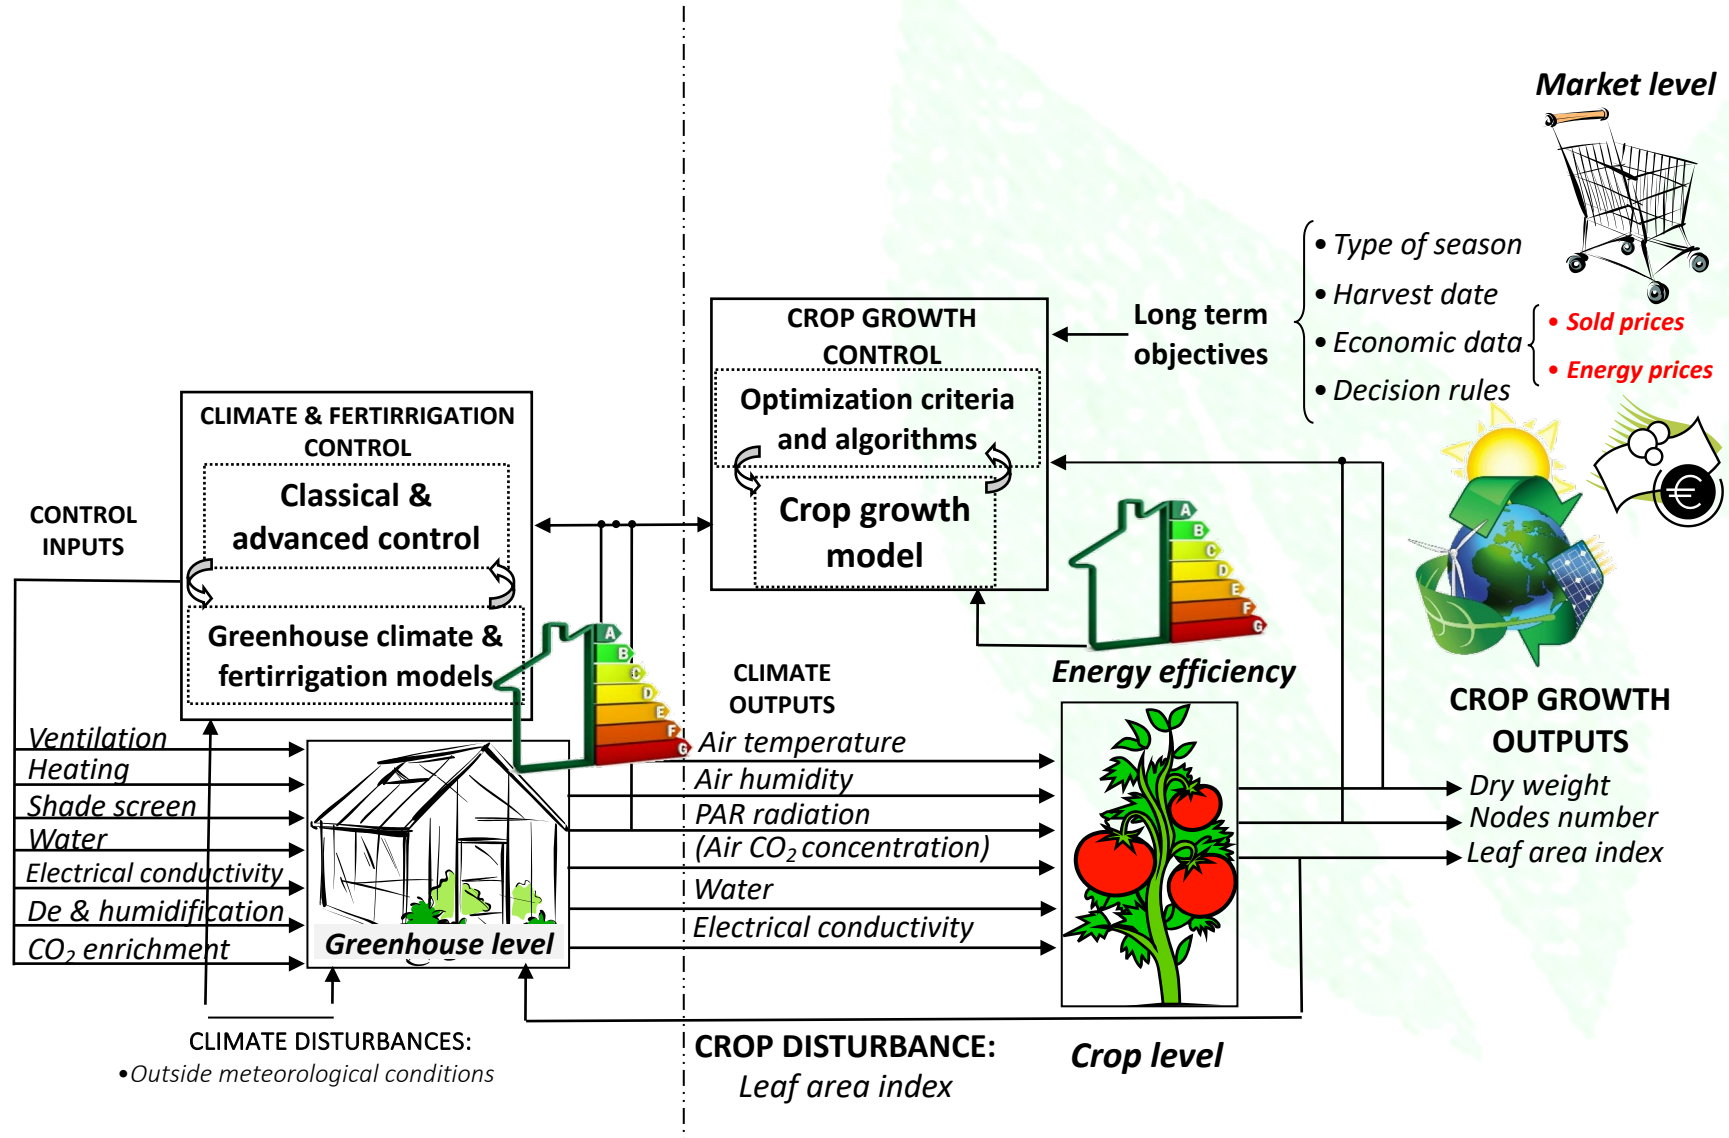 Market level
• Type of season
• Harvest date
• Economic data
• Decision rules
• Sold prices
• Energy prices
Long term
objectives
CROP GROWTH
CONTROL
Optimization criteria
and algorithms
Crop growth
model
CLIMATE & FERTIRRIGATION
CONTROL
Classical &
advanced control
Greenhouse climate &
fertirrigation models
CONTROL
INPUTS
A
B
C
D
E
F
G
Energy efficiency
A
B
C
D
E
F
G
€
CLIMATE
OUTPUTS
CROP GROWTH
OUTPUTS
Ventilation
Heating
Shade screen
Water
Electrical conductivity
De & humidification
CO2 enrichment
Greenhouse level
Air temperature
Air humidity
PAR radiation
(Air CO2 concentration)
Water
Electrical conductivity
Dry weight
Nodes number
Leaf area index
CLIMATE DISTURBANCES:
•Outside meteorological conditions
CROP DISTURBANCE:
Leaf area index
Crop level